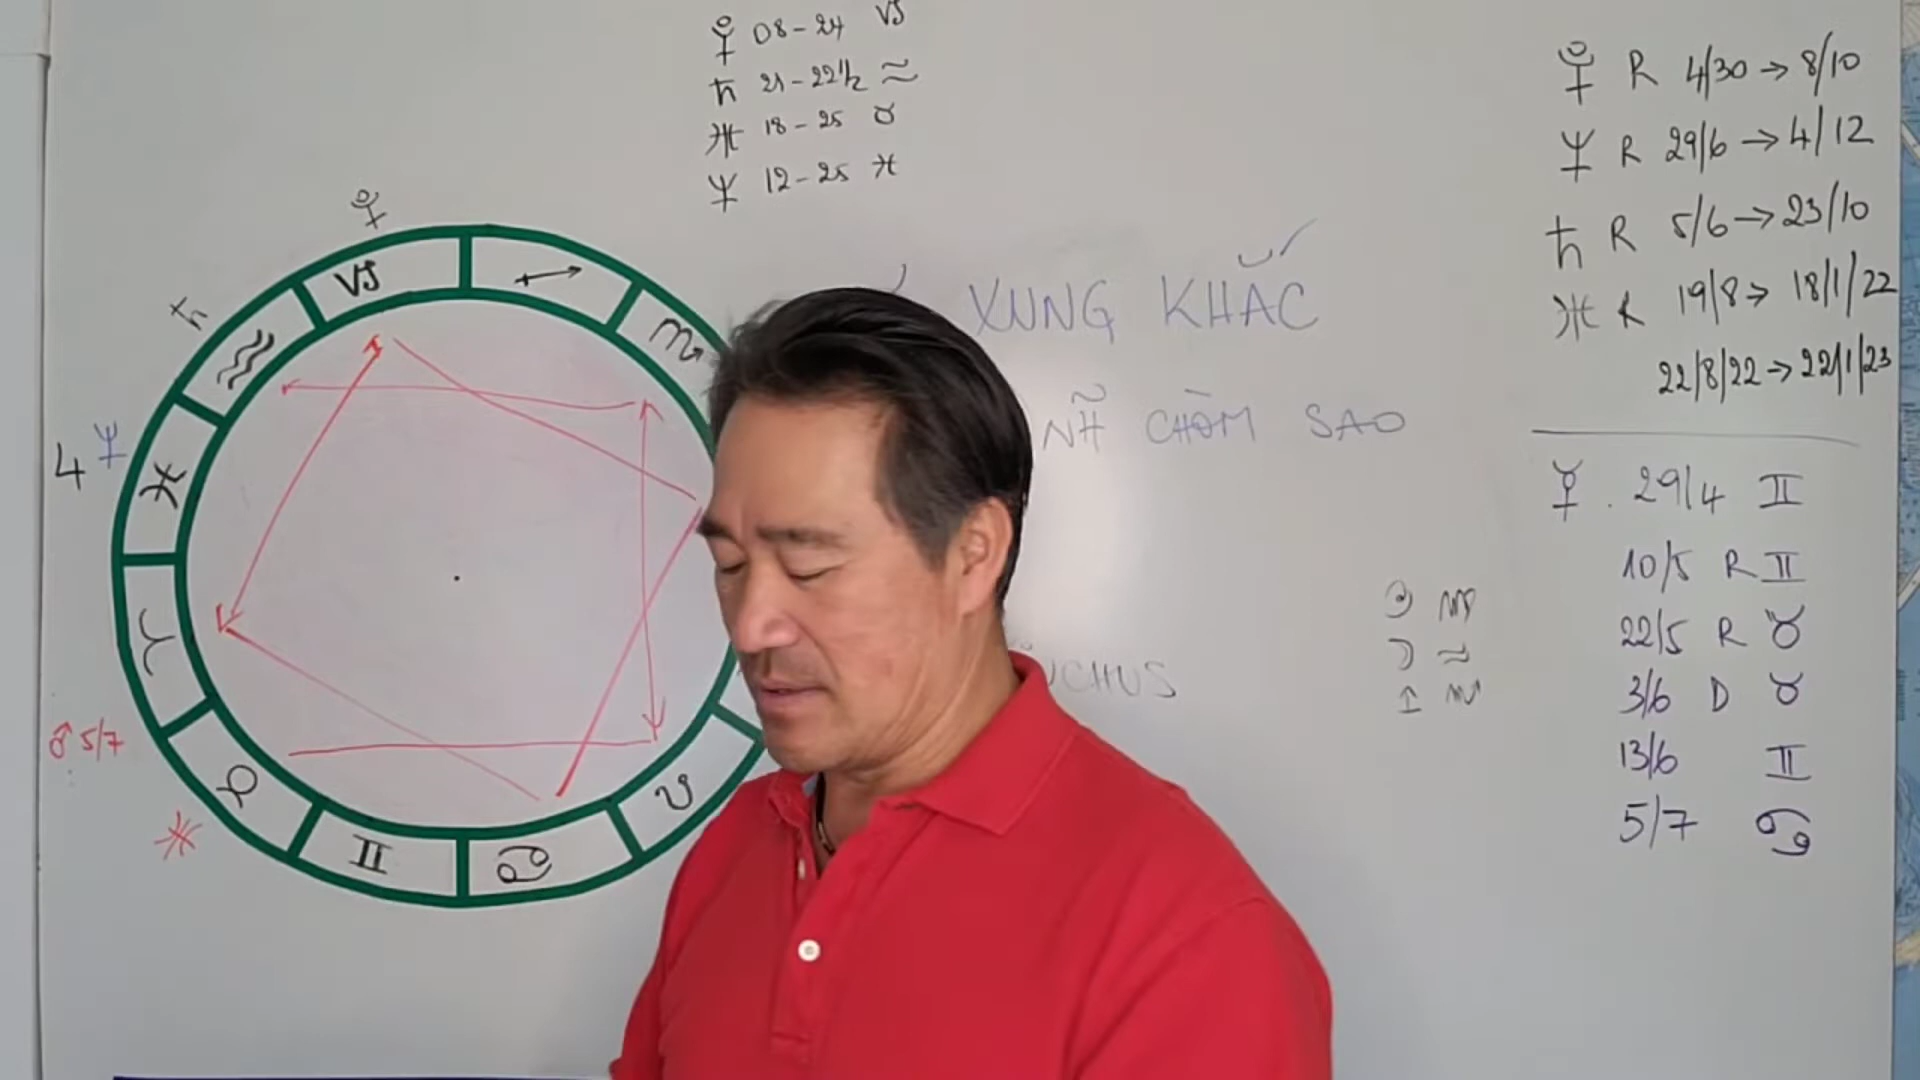 ♇ 08-24 ♑
♄ 21-22½ ♒
♅ 18-25 ♉
♆ 12-25 ♓
♇ R 4/30 → 8/10
♆ R 29/6 → 4/12
♄ R 5/6 → 23/10
♅ R 19/8 → 18/1/22
22/8/22 → 22/1/23
☿ . 29/4 ♊
10/5 R ♊
22/5 R ♉
3/6 D ♉
13/6 ♊
5/7 ♋
XUNG KHẮC
CHÒM SAO
UCHUS
☉ ♍
☽ ♒
♇
♄
♃ ♆
♂ 5/7
♅
♑
♐
♏
♒
♓
♈
♉
♊
♋
♌